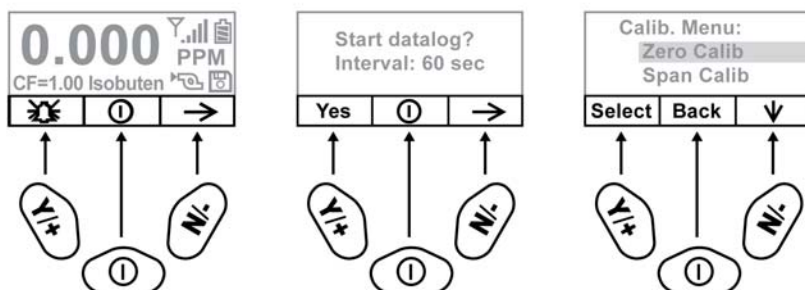 0.000
PPM
CF=1.00 Isobuten
Y/+
N/-
Start datalog?
Interval: 60 sec
Yes
Y/+
N/-
Calib. Menu:
Zero Calib
Span Calib
Select Back
Y/+
N/-